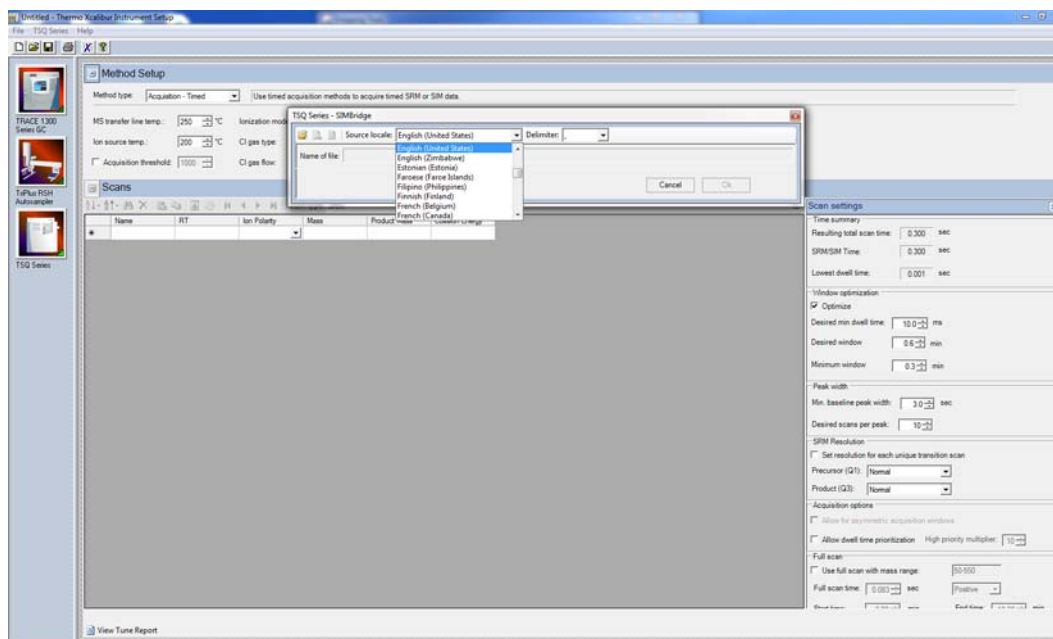 Untitled - Thermo Xcalibur Instrument Setup
File TSQ Series Help
TRACE 1300
Series GC
TriPlus RSH
Autosampler
TSQ Series
Method Setup
Method type: Acquisition - Timed Use timed acquisition methods to acquire timed SRM or SIM data.
MS transfer line temp.: 250 °C Ionization mode
Ion source temp.: 200 °C CI gas type:
Acquisition threshold: 1000 CI gas flow:
TSQ Series - SIMBridge
Source locale: English (United States) Delimiter: ,
Name of file:
English (United States)
English (Zimbabwe)
Estonian (Estonia)
Faroese (Faroe Islands)
Filipino (Philippines)
Finnish (Finland)
French (Belgium)
French (Canada)
Cancel Ok
Scans
Name RT Ion Polarity Mass Product Mass Collision Energy
Scan settings
Time summary
Resulting total scan time: 0.300 sec
SRM/SIM Time: 0.300 sec
Lowest dwell time: 0.001 sec
Window optimization
Optimize
Desired min dwell time: 10.0 ms
Desired window 0.6 min
Minimum window 0.3 min
Peak width
Min. baseline peak width: 3.0 sec
Desired scans per peak: 10
SRM Resolution
Set resolution for each unique transition scan
Precursor (Q1): Normal
Product (Q3): Normal
Acquisition options
Allow for asymmetric acquisition windows
Allow dwell time prioritization High priority multiplier: 10
Full scan
Use full scan with mass range: 50-550
Full scan time: 0.083 sec Positive
View Tune Report